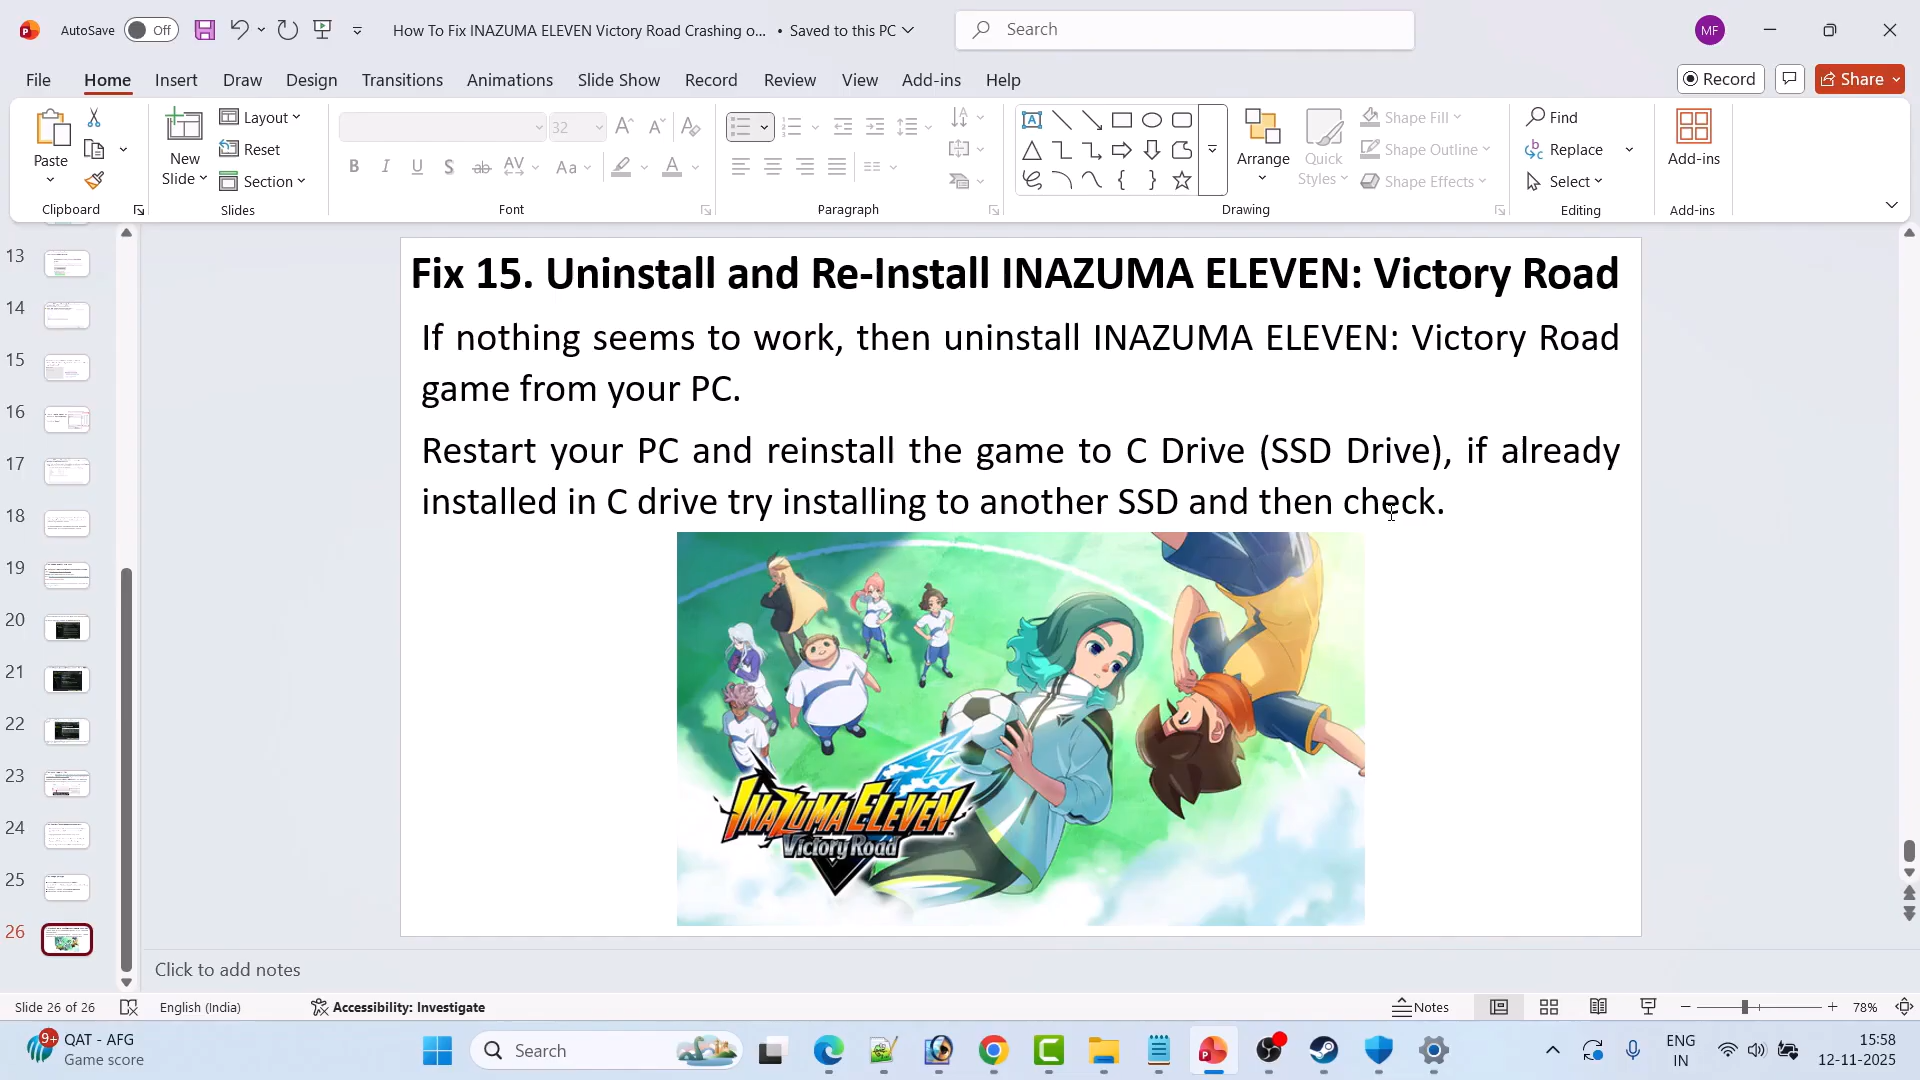 AutoSave Off How To Fix INAZUMA ELEVEN Victory Road Crashing o... • Saved to this PC Search MF
File Home Insert Draw Design Transitions Animations Slide Show Record Review View Add-ins Help Record Share
Paste New Slide Layout Reset Section 32 Arrange Quick Styles Shape Fill Shape Outline Shape Effects Find Replace Select Add-ins
Clipboard Slides Font Paragraph Drawing Editing Add-ins
13
14
15
16
17
18
19
20
21
22
23
24
25
26
Fix 15. Uninstall and Re-Install INAZUMA ELEVEN: Victory Road
If nothing seems to work, then uninstall INAZUMA ELEVEN: Victory Road
game from your PC.
Restart your PC and reinstall the game to C Drive (SSD Drive), if already
installed in C drive try installing to another SSD and then check.
INAZUMA ELEVEN
Victory Road
Click to add notes
Slide 26 of 26 English (India) Accessibility: Investigate Notes 78%
9+ QAT - AFG
Game score
Search
ENG
IN
15:58
12-11-2025